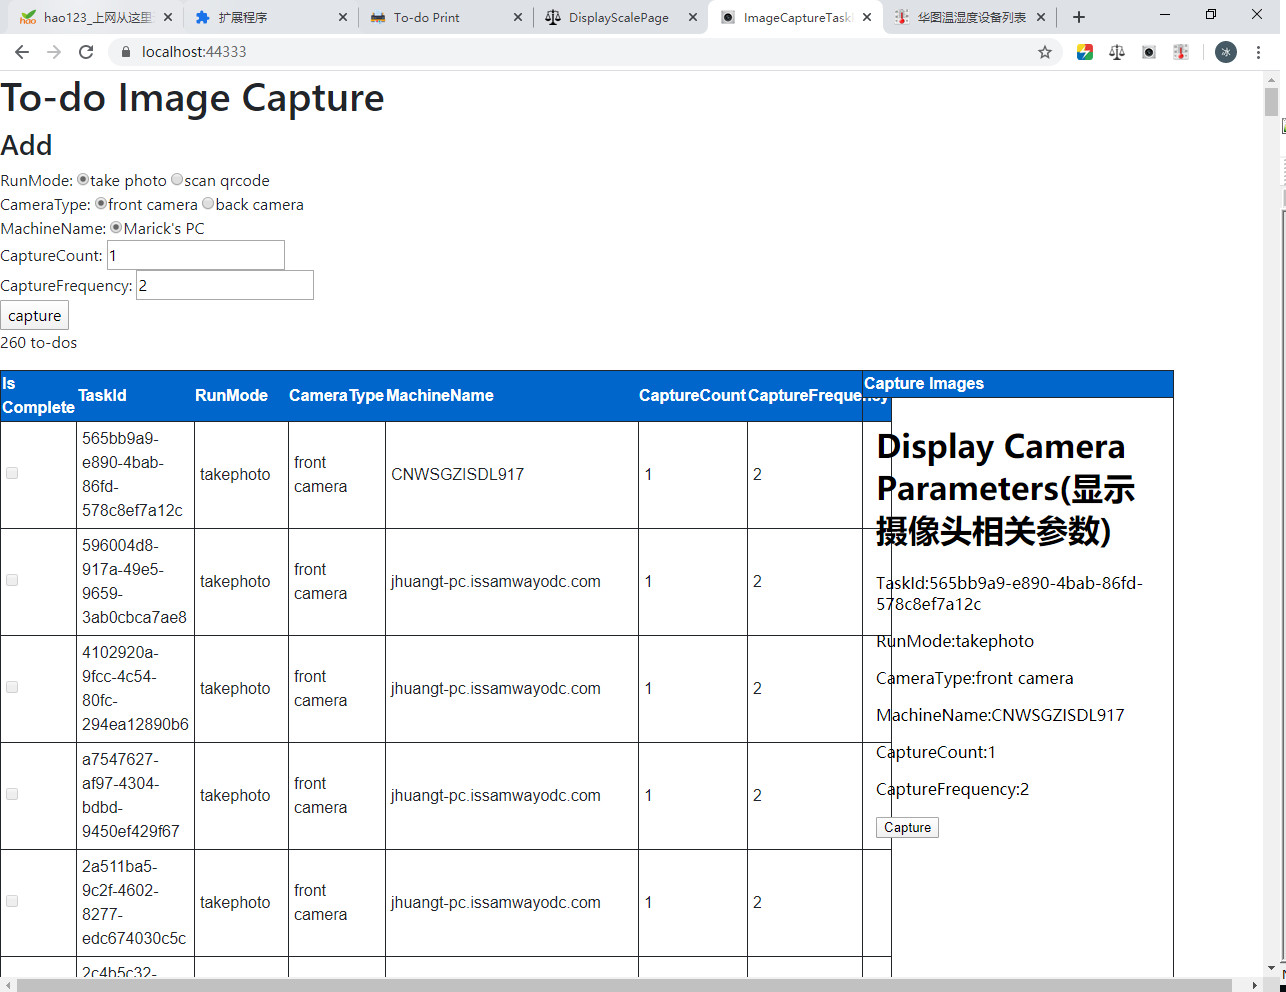 hao123_上网从这里
扩展程序
To-do Print
DisplayScalePage
ImageCaptureTask
华图温湿度设备列表
localhost:44333
冰
To-do Image Capture
Add
RunMode: take photo scan qrcode
CameraType: front camera back camera
MachineName: Marick's PC
CaptureCount: 1
CaptureFrequency: 2
capture
260 to-dos
Is Complete TaskId RunMode CameraType MachineName CaptureCount CaptureFrequency
565bb9a9-
e890-4bab-
86fd-
578c8ef7a12c
takephoto
front
camera
CNWSGZISDL917
1
2
596004d8-
917a-49e5-
9659-
3ab0cbca7ae8
takephoto
front
camera
jhuangt-pc.issamwayodc.com
1
2
4102920a-
9fcc-4c54-
80fc-
294ea12890b6
takephoto
front
camera
jhuangt-pc.issamwayodc.com
1
2
a7547627-
af97-4304-
bdbd-
9450ef429f67
takephoto
front
camera
jhuangt-pc.issamwayodc.com
1
2
2a511ba5-
9c2f-4602-
8277-
edc674030c5c
takephoto
front
camera
jhuangt-pc.issamwayodc.com
1
2
2c4b5c32-
Capture Images
Display Camera
Parameters(显示
摄像头相关参数)
TaskId:565bb9a9-e890-4bab-86fd-
578c8ef7a12c
RunMode:takephoto
CameraType:front camera
MachineName:CNWSGZISDL917
CaptureCount:1
CaptureFrequency:2
Capture